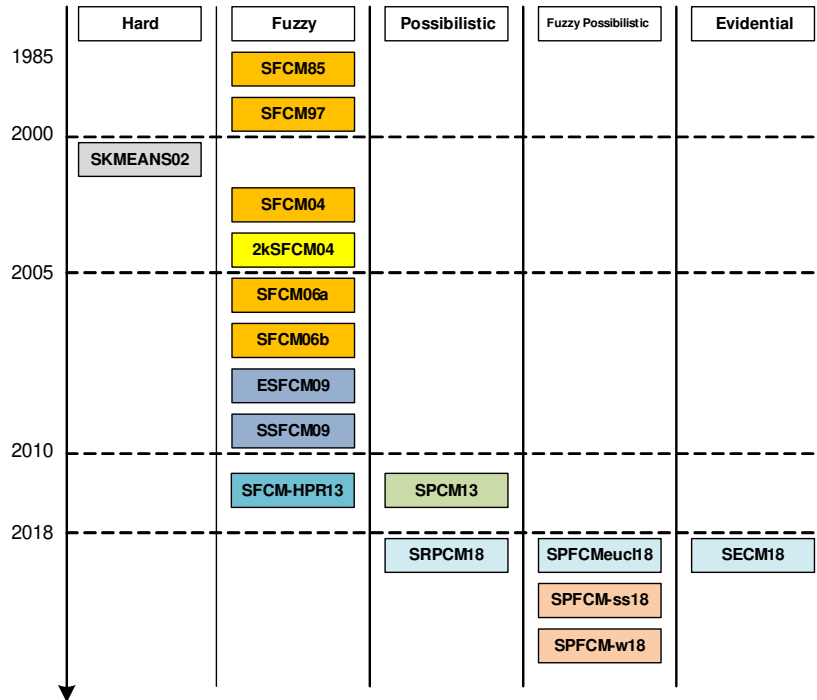 Hard
Fuzzy
Possibilistic
Fuzzy Possibilistic
Evidential
1985
SFCM85
SFCM97
2000
SKMEANS02
SFCM04
2kSFCM04
2005
SFCM06a
SFCM06b
ESFCM09
SSFCM09
2010
SFCM-HPR13
SPCM13
2018
SRPCM18
SPFCMeucl18
SECM18
SPFCM-ss18
SPFCM-w18